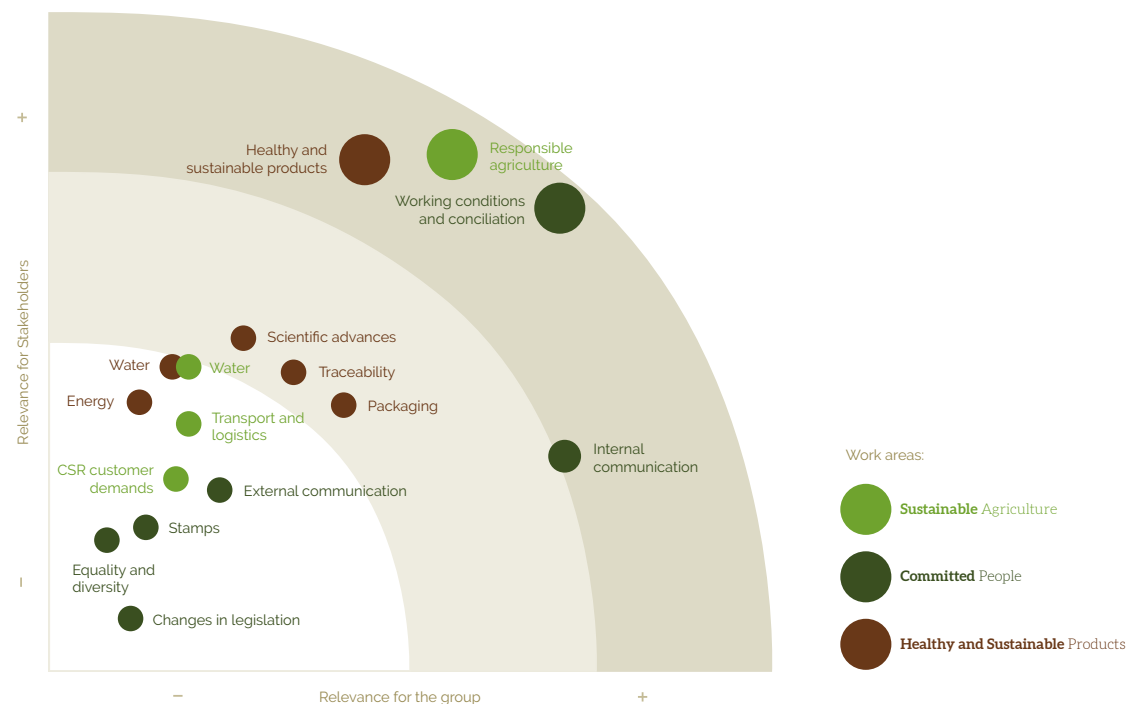 +
Relevance for Stakeholders
–
Healthy and
sustainable products
Responsible
agriculture
Working conditions
and conciliation
Scientific advances
Water
Water
Traceability
Energy
Packaging
Transport and
logistics
Internal
communication
CSR customer
demands
External communication
Stamps
Equality and
diversity
Changes in legislation
–
Relevance for the group
+
Work areas:
Sustainable Agriculture
Committed People
Healthy and Sustainable Products